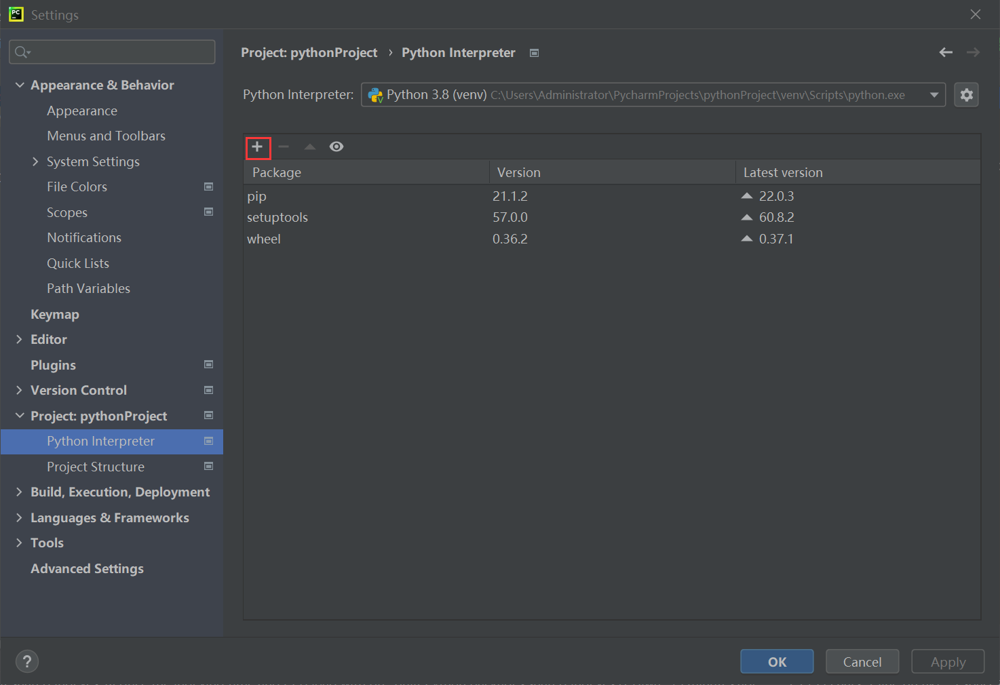 PC Settings
Project: pythonProject › Python Interpreter
Python Interpreter: Python 3.8 (venv) C:\Users\Administrator\PycharmProjects\pythonProject\venv\Scripts\python.exe
Appearance & Behavior
Appearance
Menus and Toolbars
System Settings
File Colors
Scopes
Notifications
Quick Lists
Path Variables
Keymap
Editor
Plugins
Version Control
Project: pythonProject
Python Interpreter
Project Structure
Build, Execution, Deployment
Languages & Frameworks
Tools
Advanced Settings
Package Version Latest version
pip 21.1.2 22.0.3
setuptools 57.0.0 60.8.2
wheel 0.36.2 0.37.1
? OK Cancel Apply